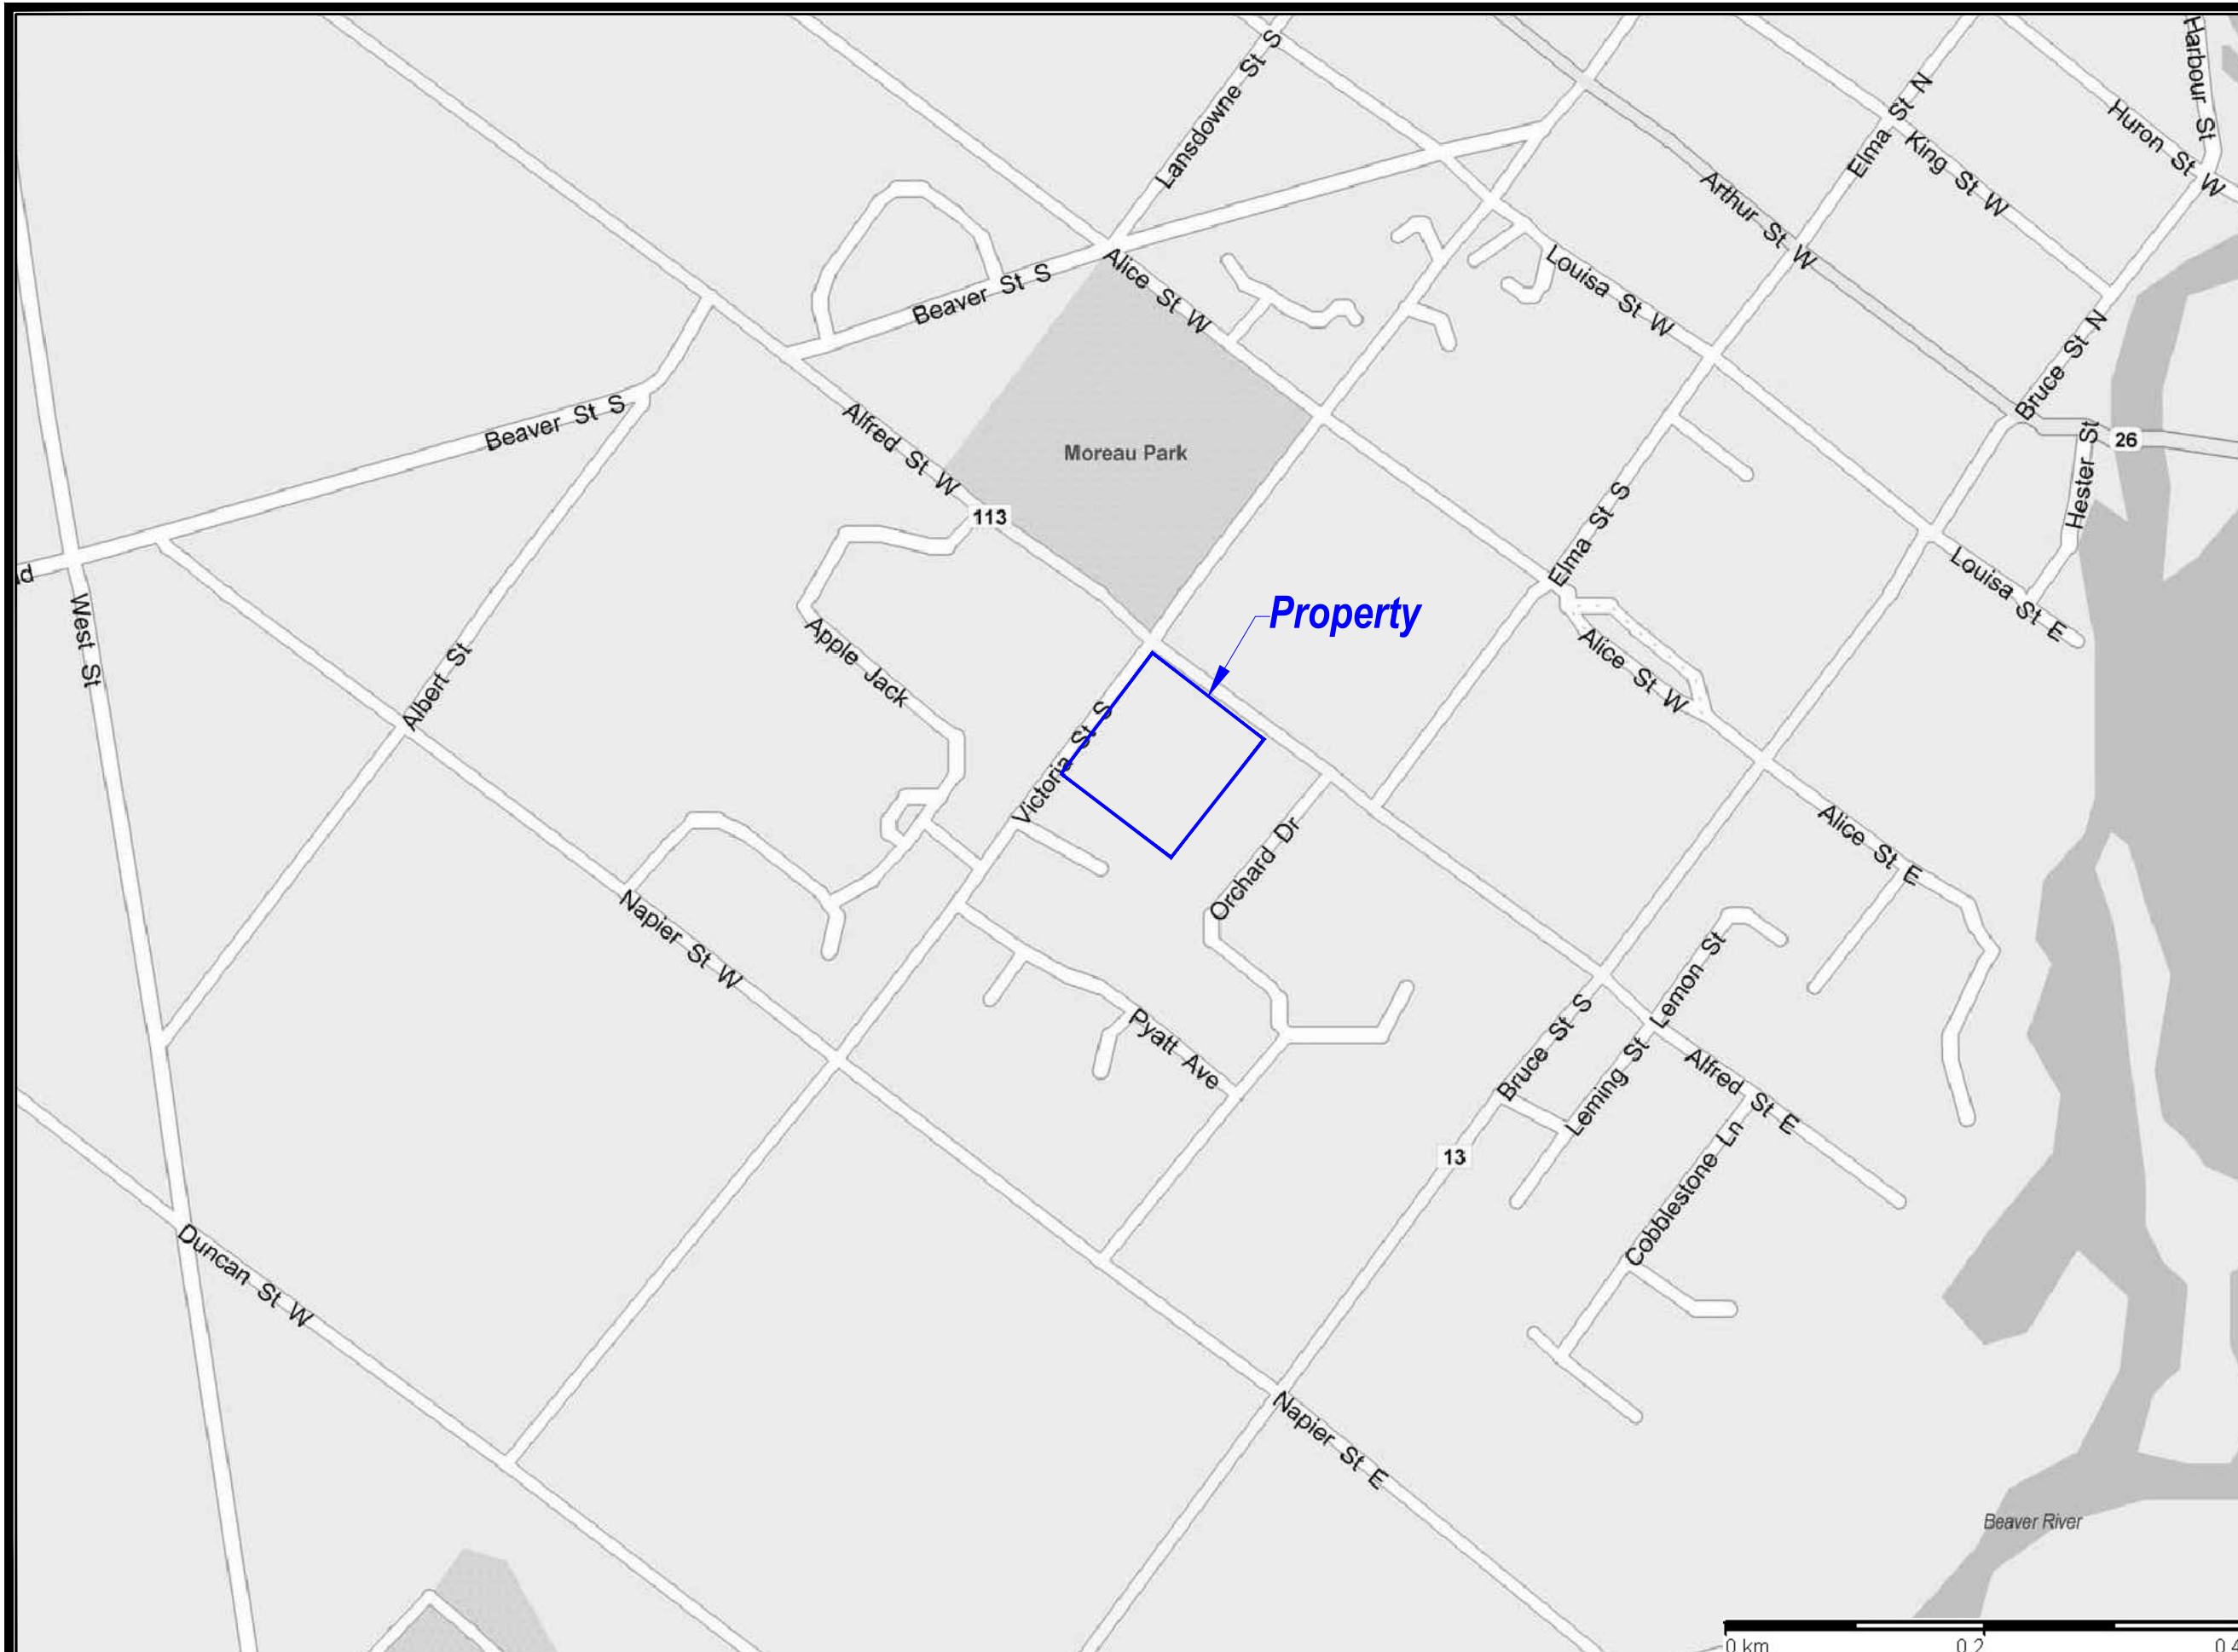 Lansdowne St S
Elma St N
King St W
Huron St W
Harbour St
Arthur St W
Alice St W
Louisa St W
Beaver St S
Bruce St N
Beaver St S
Alfred St W
Moreau Park
26
Hester St
113
Elma St S
Louisa St E
West St
Albert St
Apple Jack
Property
Alice St W
Victoria St S
Orchard Dr
Alice St E
Napier St W
Lemon St
Pyatt Ave
Bruce St S
Leming St
Alfred St E
13
Cobblestone Ln
Duncan St W
Napier St E
Beaver River
0 km 0.2